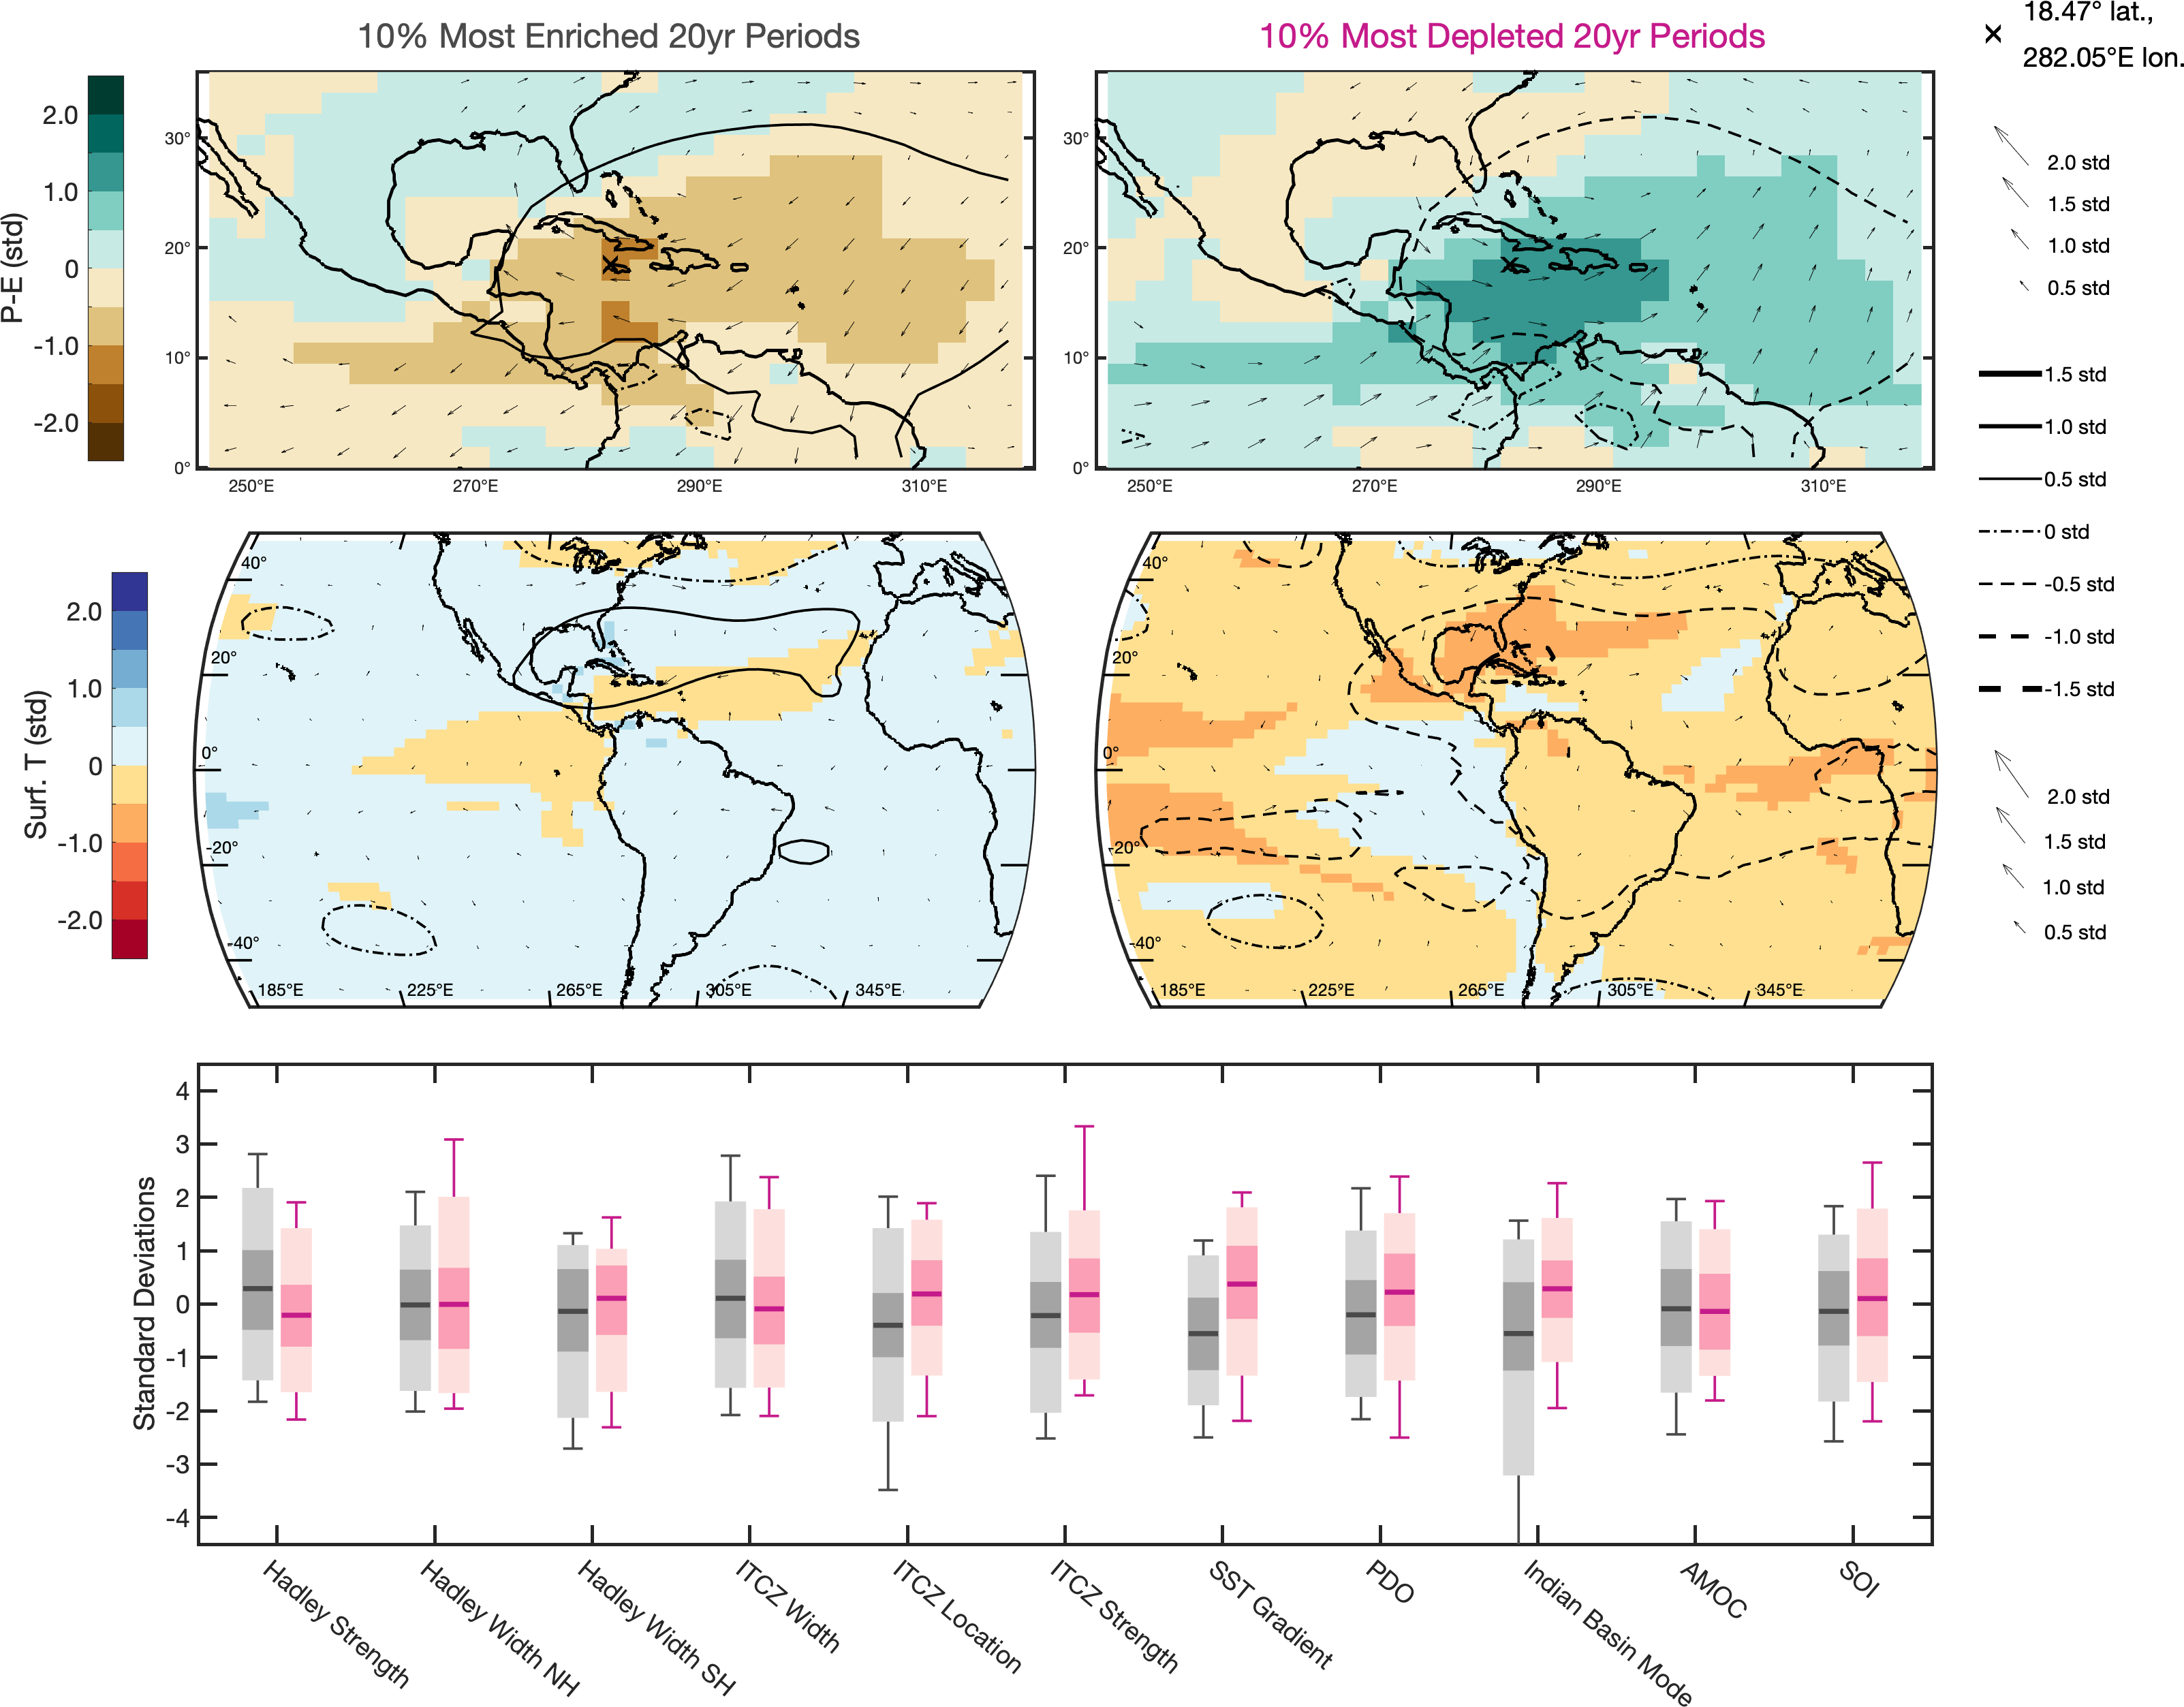 10% Most Enriched 20yr Periods
10% Most Depleted 20yr Periods
18.47° lat.,
282.05°E lon.
P-E (std)
2.0
1.0
0
-1.0
-2.0
30°
20°
10°
0°
250°E
270°E
290°E
310°E
30°
20°
10°
0°
250°E
270°E
290°E
310°E
2.0 std
1.5 std
1.0 std
0.5 std
1.5 std
1.0 std
0.5 std
0 std
-0.5 std
-1.0 std
-1.5 std
2.0 std
1.5 std
1.0 std
0.5 std
Surf. T (std)
2.0
1.0
0
-1.0
-2.0
40°
20°
0°
-20°
-40°
185°E
225°E
265°E
305°E
345°E
40°
20°
0°
-20°
-40°
185°E
225°E
265°E
305°E
345°E
Standard Deviations
4
3
2
1
0
-1
-2
-3
-4
Hadley Strength
Hadley Width NH
Hadley Width SH
ITCZ Width
ITCZ Location
ITCZ Strength
SST Gradient
PDO
Indian Basin Mode
AMOC
SOI